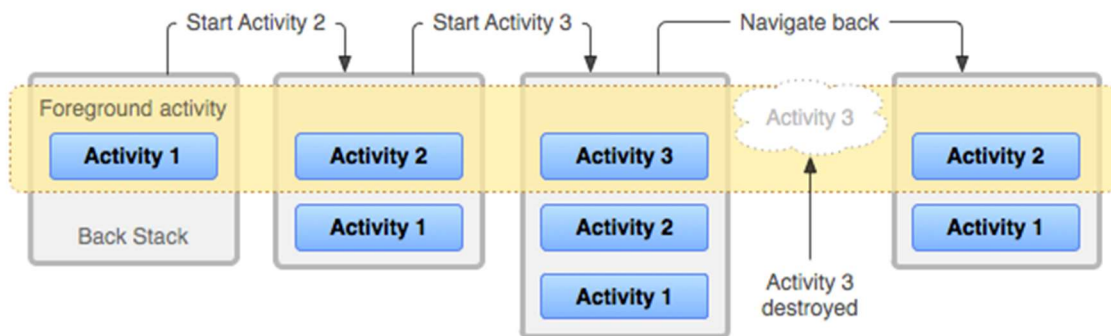 Start Activity 2
Start Activity 3
Navigate back
Foreground activity
Activity 1
Back Stack
Activity 2
Activity 1
Activity 3
Activity 2
Activity 1
Activity 3
Activity 3
destroyed
Activity 2
Activity 1